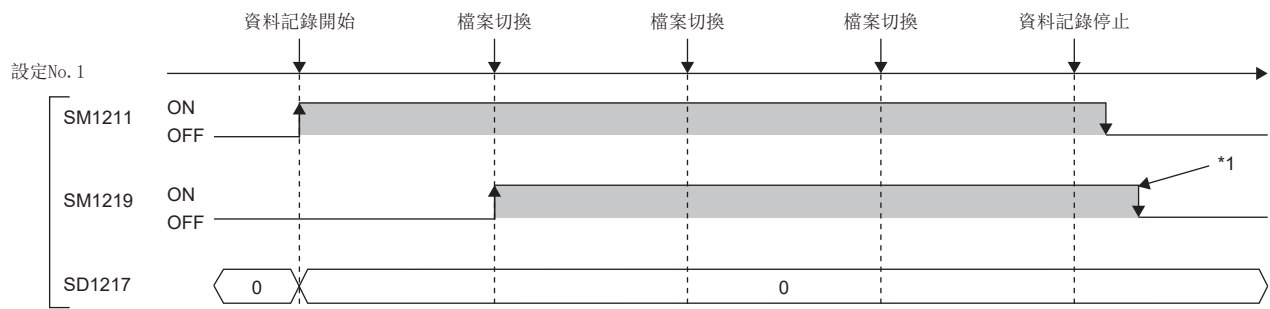 資料記錄開始 檔案切換 檔案切換 檔案切換 資料記錄停止
設定No.1
SM1211 ON
OFF
*1
SM1219 ON
OFF
SD1217 0 0